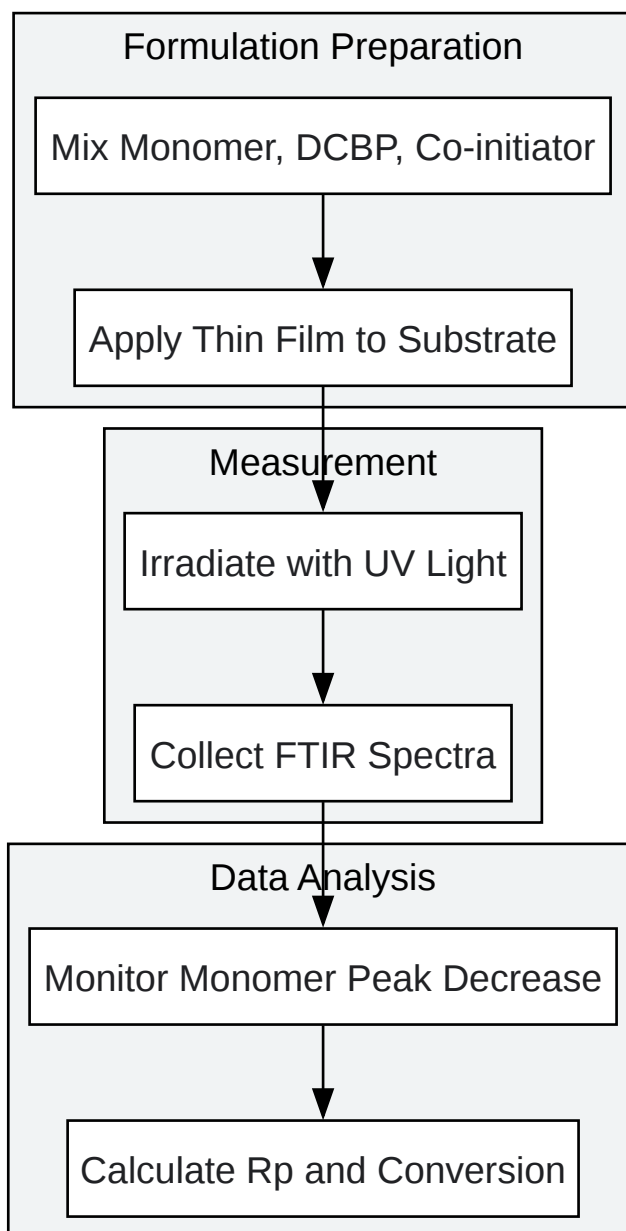 Formulation Preparation
Mix Monomer, DCBP, Co-initiator
Apply Thin Film to Substrate
Measurement
Irradiate with UV Light
Collect FTIR Spectra
Data Analysis
Monitor Monomer Peak Decrease
Calculate Rp and Conversion